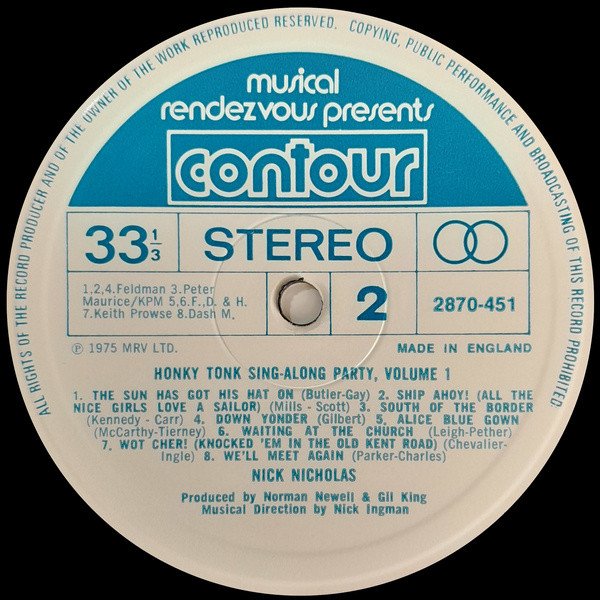 ALL RIGHTS OF THE RECORD PRODUCER AND OF THE OWNER OF THE WORK REPRODUCED RESERVED. COPYING, PUBLIC PERFORMANCE AND BROADCASTING OF THIS RECORD PROHIBITED
musical
rendezvous presents
contour
33 1/3 STEREO
1,2,4.Feldman 3.Peter
Maurice/KPM 5,6.F.,D. & H.
7.Keith Prowse 8.Dash M.
2
2870-451
℗ 1975 MRV LTD.
MADE IN ENGLAND
HONKY TONK SING-ALONG PARTY, VOLUME 1
1. THE SUN HAS GOT HIS HAT ON (Butler-Gay) 2. SHIP AHOY! (ALL THE
NICE GIRLS LOVE A SAILOR) (Mills - Scott) 3. SOUTH OF THE BORDER
(Kennedy - Carr) 4. DOWN YONDER (Gilbert) 5. ALICE BLUE GOWN
(McCarthy-Tierney) 6. WAITING AT THE CHURCH (Leigh-Pether)
7. WOT CHER! (KNOCKED 'EM IN THE OLD KENT ROAD) (Chevalier-
Ingle) 8. WE'LL MEET AGAIN (Parker-Charles)
NICK NICHOLAS
Produced by Norman Newell & Gil King
Musical Direction by Nick Ingman